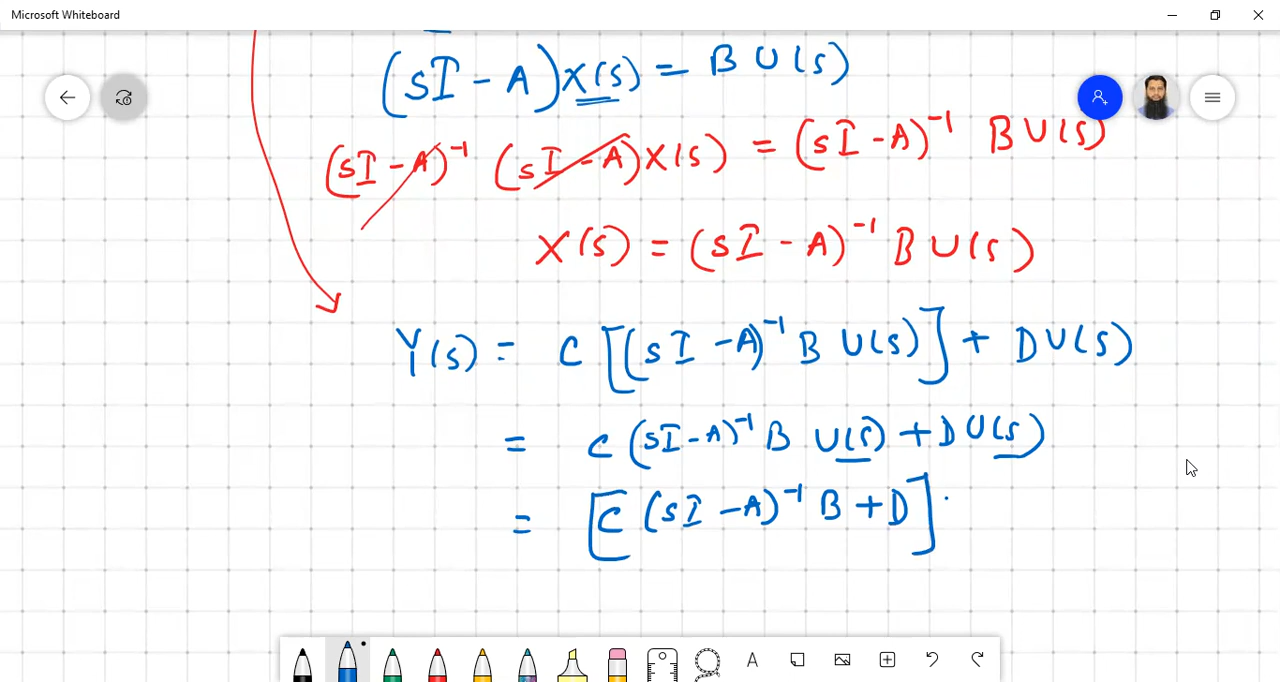 Microsoft Whiteboard
(sI - A) X(s) = B U(s)
(sI - A)⁻¹ (sI - A) X(s) = (sI - A)⁻¹ B U(s)
X(s) = (sI - A)⁻¹ B U(s)
Y(s) = C [(sI - A)⁻¹ B U(s)] + D U(s)
= C (sI - A)⁻¹ B U(s) + D U(s)
= [C (sI - A)⁻¹ B + D]
A